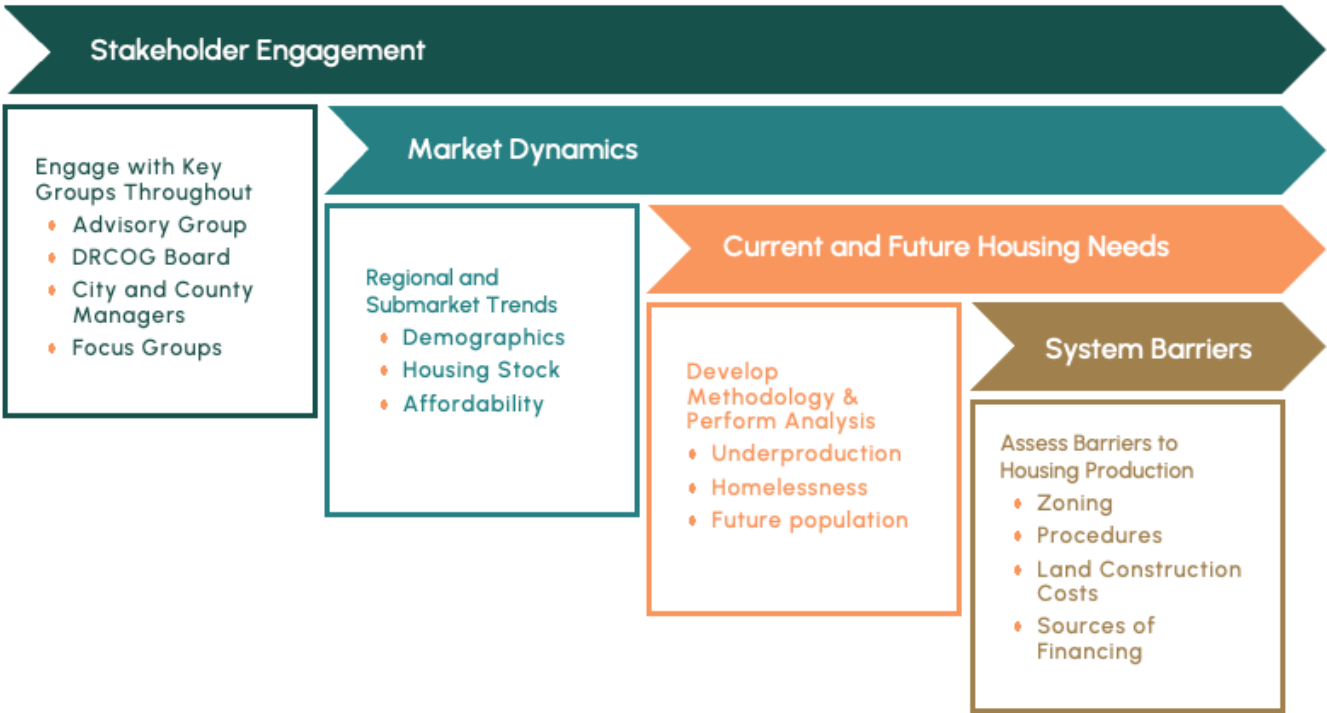 Stakeholder Engagement
Engage with Key
Groups Throughout
Advisory Group
DRCOG Board
City and County
Managers
Focus Groups
Market Dynamics
Regional and
Submarket Trends
Demographics
Housing Stock
Affordability
Current and Future Housing Needs
Develop
Methodology &
Perform Analysis
Underproduction
Homelessness
Future population
System Barriers
Assess Barriers to
Housing Production
Zoning
Procedures
Land Construction
Costs
Sources of
Financing